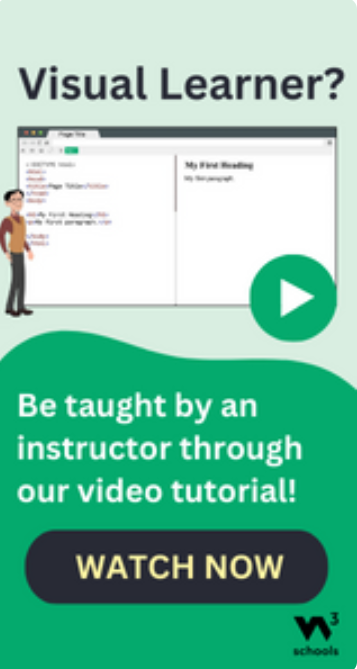 Visual Learner?
Page Title
<!DOCTYPE html>
<html>
<head>
<title>Page Title</title>
</head>
<body>
<h1>My First Heading</h1>
<p>My first paragraph.</p>
</body>
</html>
My First Heading
My first paragraph.
Be taught by an
instructor through
our video tutorial!
WATCH NOW
3
schools